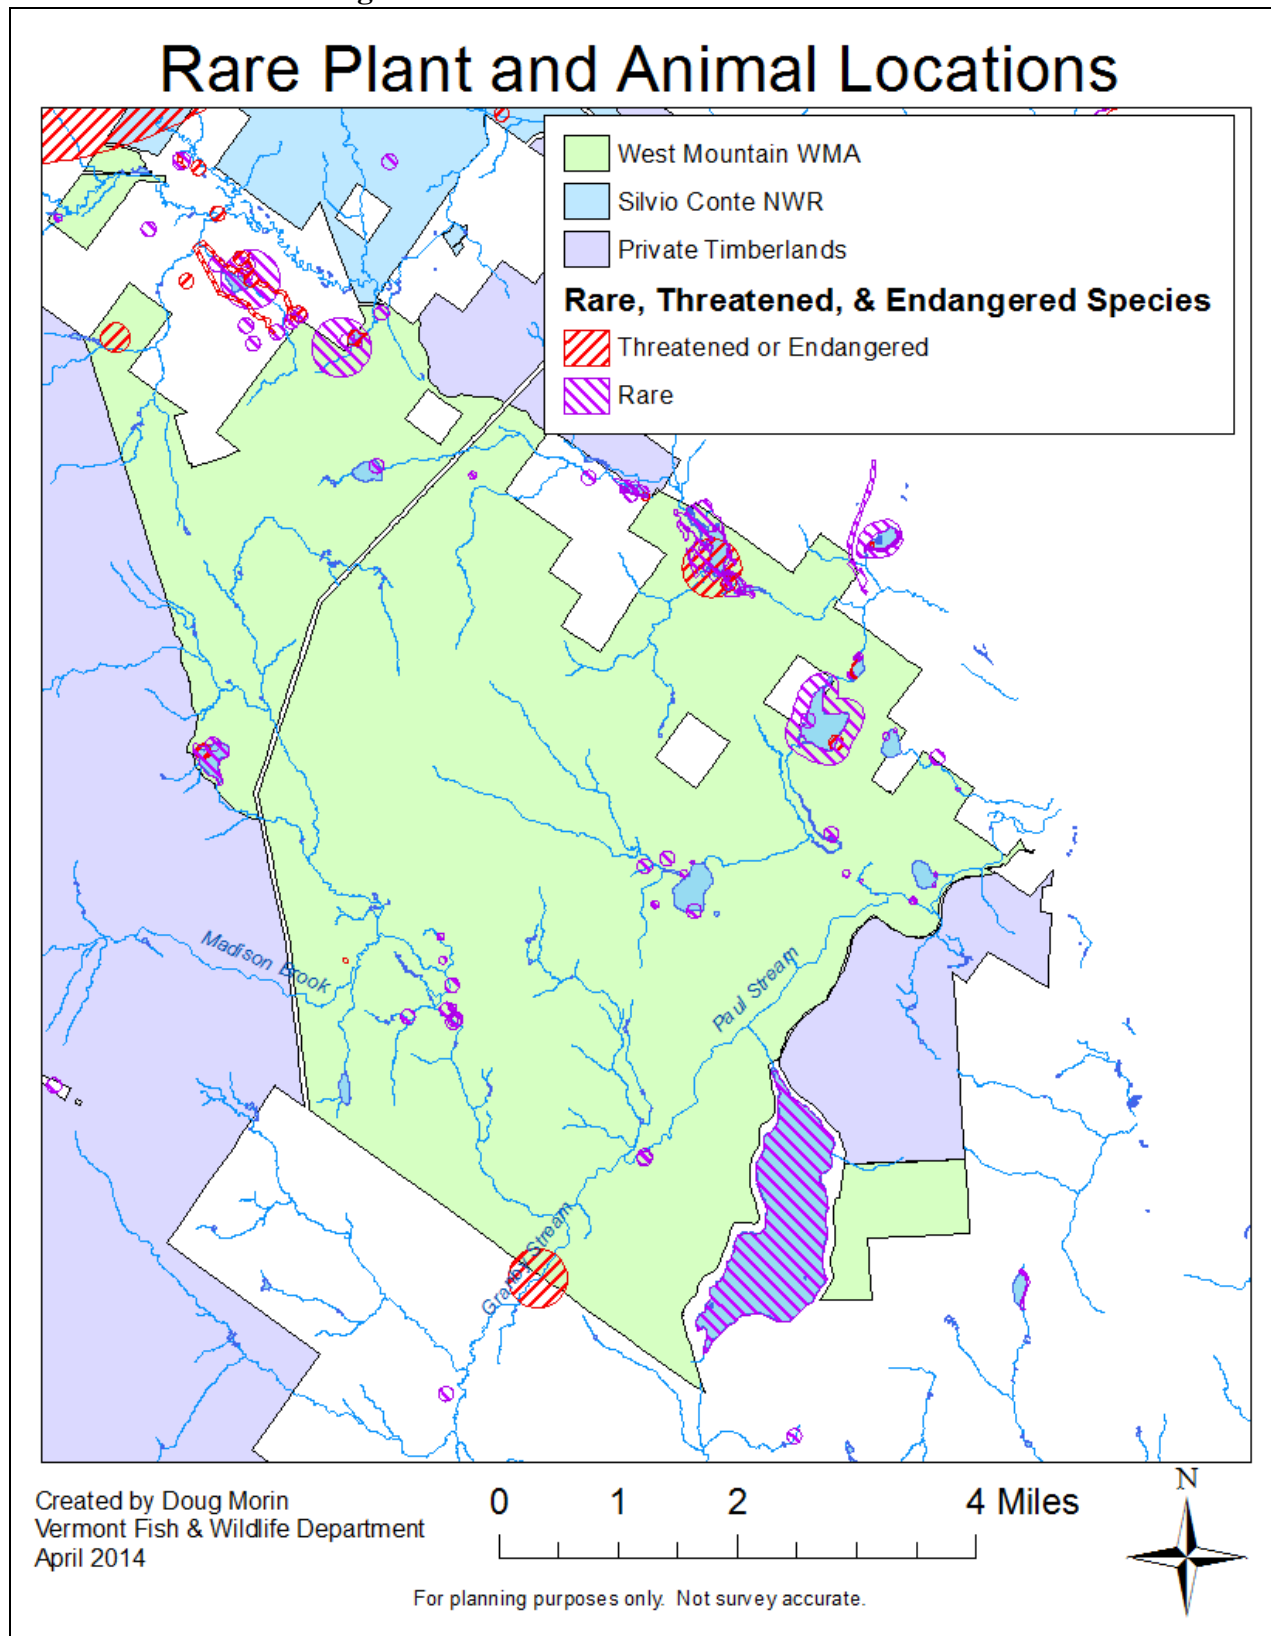 Rare Plant and Animal Locations
West Mountain WMA
Silvio Conte NWR
Private Timberlands
Rare, Threatened, & Endangered Species
Threatened or Endangered
Rare
Madison Brook
Paul Stream
Granby Stream
N
0 1 2 4 Miles
Created by Doug Morin
Vermont Fish & Wildlife Department
April 2014
For planning purposes only. Not survey accurate.